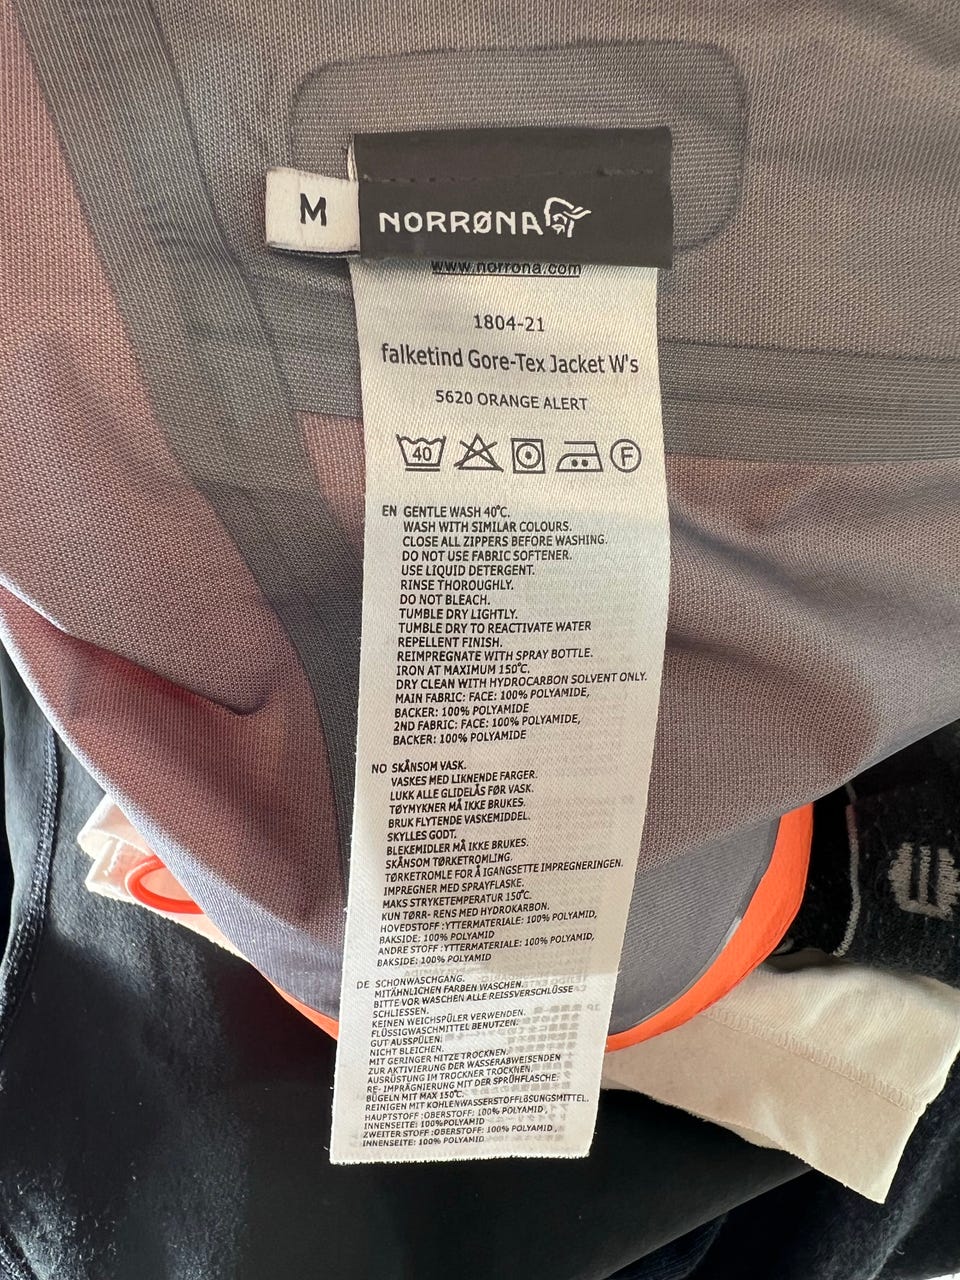 M
NORRØNA
www.norrona.com
1804-21
falketind Gore-Tex Jacket W's
5620 ORANGE ALERT
40 F
EN GENTLE WASH 40°C.
WASH WITH SIMILAR COLOURS.
CLOSE ALL ZIPPERS BEFORE WASHING.
DO NOT USE FABRIC SOFTENER.
USE LIQUID DETERGENT.
RINSE THOROUGHLY.
DO NOT BLEACH.
TUMBLE DRY LIGHTLY.
TUMBLE DRY TO REACTIVATE WATER
REPELLENT FINISH.
REIMPREGNATE WITH SPRAY BOTTLE.
IRON AT MAXIMUM 150°C.
DRY CLEAN WITH HYDROCARBON SOLVENT ONLY.
MAIN FABRIC: FACE: 100% POLYAMIDE,
BACKER: 100% POLYAMIDE
2ND FABRIC: FACE: 100% POLYAMIDE,
BACKER: 100% POLYAMIDE
NO SKÅNSOM VASK.
VASKES MED LIKNENDE FARGER.
LUKK ALLE GLIDELÅS FØR VASK.
TØYMYKNER MÅ IKKE BRUKES.
BRUK FLYTENDE VASKEMIDDEL.
SKYLLES GODT.
BLEKEMIDLER MÅ IKKE BRUKES.
SKÅNSOM TØRKETROMLING.
TØRKETROMLE FOR Å IGANGSETTE IMPREGNERINGEN.
IMPREGNER MED SPRAYFLASKE.
MAKS STRYKETEMPERATUR 150°C.
KUN TØRR- RENS MED HYDROKARBON.
HOVEDSTOFF :YTTERMATERIALE: 100% POLYAMID,
BAKSIDE: 100% POLYAMID
ANDRE STOFF :YTTERMATERIALE: 100% POLYAMID,
BAKSIDE: 100% POLYAMID
DE SCHONWASCHGANG.
MITÄHNLICHEN FARBEN WASCHEN.
BITTE VOR WASCHEN ALLE REISSVERSCHLÜSSE
SCHLIESSEN.
KEINEN WEICHSPÜLER VERWENDEN.
FLÜSSIGWASCHMITTEL BENUTZEN.
GUT AUSSPÜLEN.
NICHT BLEICHEN.
MIT GERINGER HITZE TROCKNEN.
ZUR AKTIVIERUNG DER WASSERABWEISENDEN
AUSRÜSTUNG IM TROCKNER TROCKNEN.
RE- IMPRÄGNIERUNG MIT DER SPRÜHFLASCHE.
BÜGELN MIT MAX 150°C.
REINIGEN MIT KOHLENWASSERSTOFFLÖSUNGSMITTEL.
HAUPTSTOFF :OBERSTOFF: 100% POLYAMID,
INNENSEITE: 100%POLYAMID
ZWEITER STOFF :OBERSTOFF: 100% POLYAMID,
INNENSEITE: 100% POLYAMID